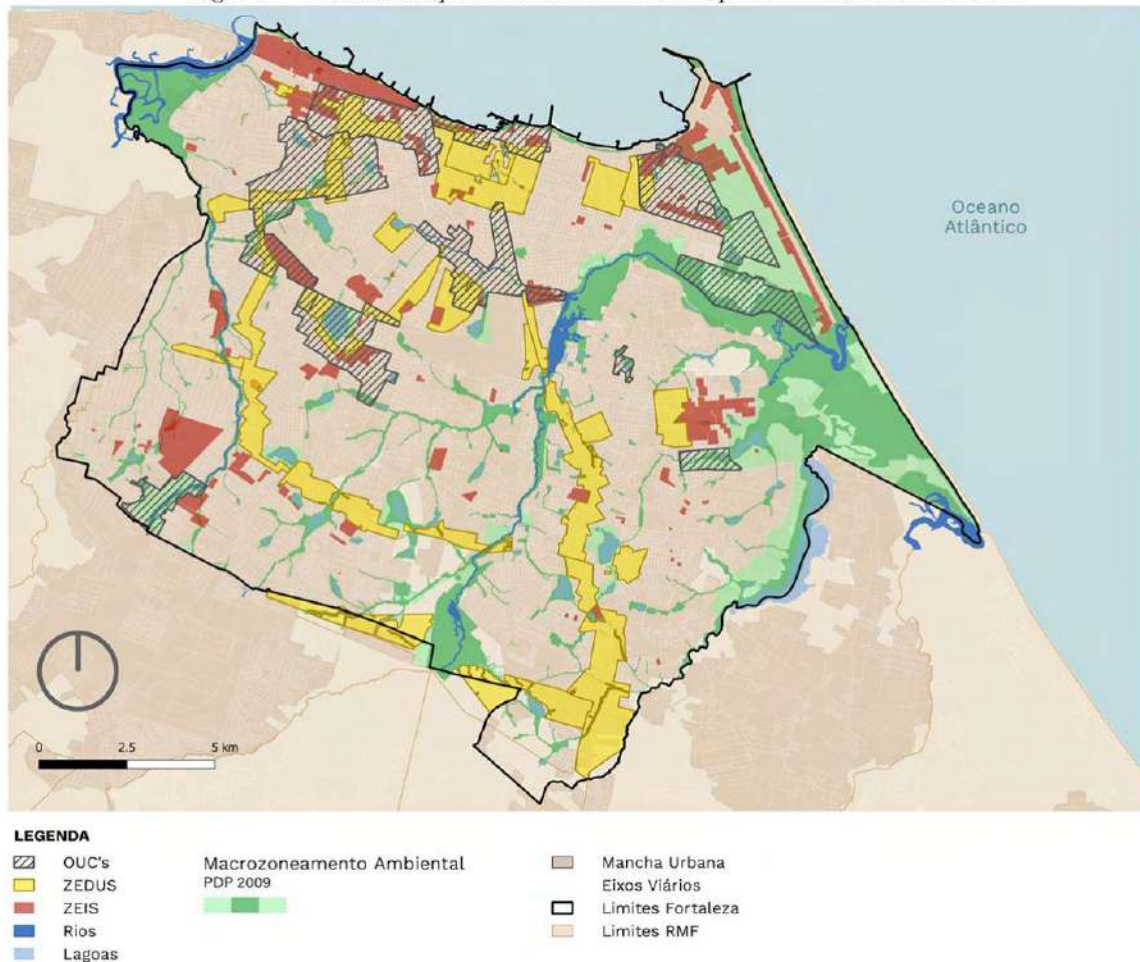 Oceano
Atlântico
0 2.5 5 km
LEGENDA
OUC's
ZEDUS
ZEIS
Rios
Lagoas
Macrozoneamento Ambiental
PDP 2009
Mancha Urbana
Eixos Viários
Limites Fortaleza
Limites RMF